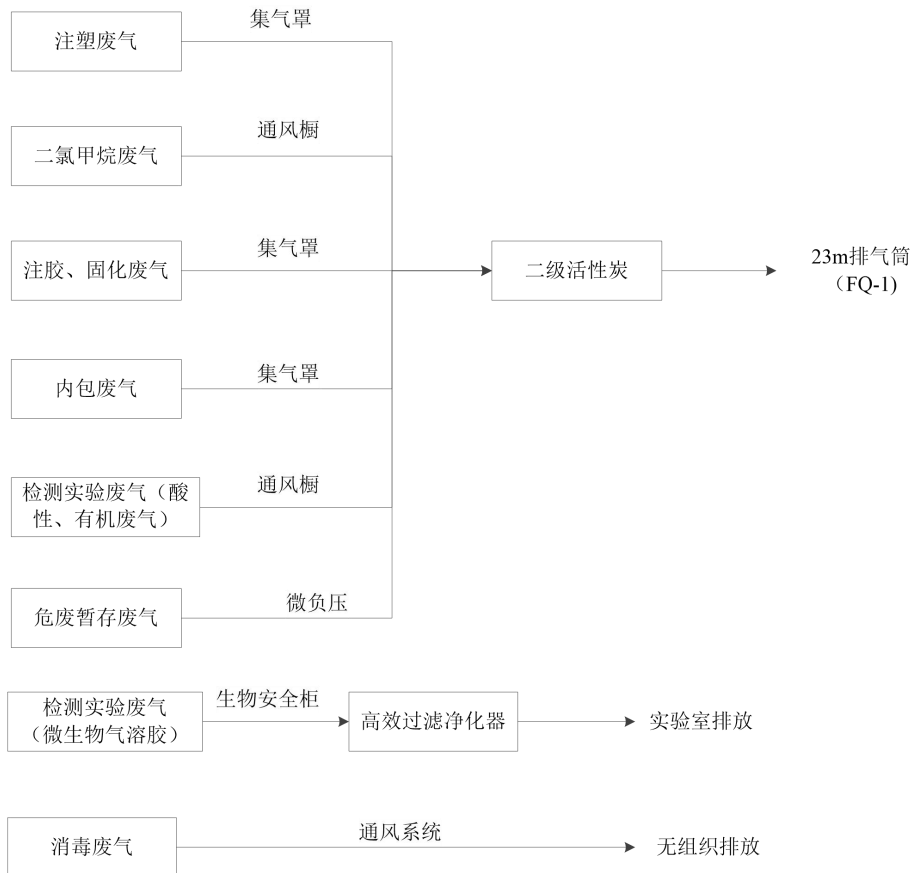 集气罩
注塑废气
通风橱
二氯甲烷废气
集气罩
注胶、固化废气
二级活性炭
23m排气筒
（FQ-1)
集气罩
内包废气
通风橱
检测实验废气（酸
性、有机废气）
微负压
危废暂存废气
生物安全柜
检测实验废气
（微生物气溶胶）
高效过滤净化器
实验室排放
通风系统
消毒废气
无组织排放